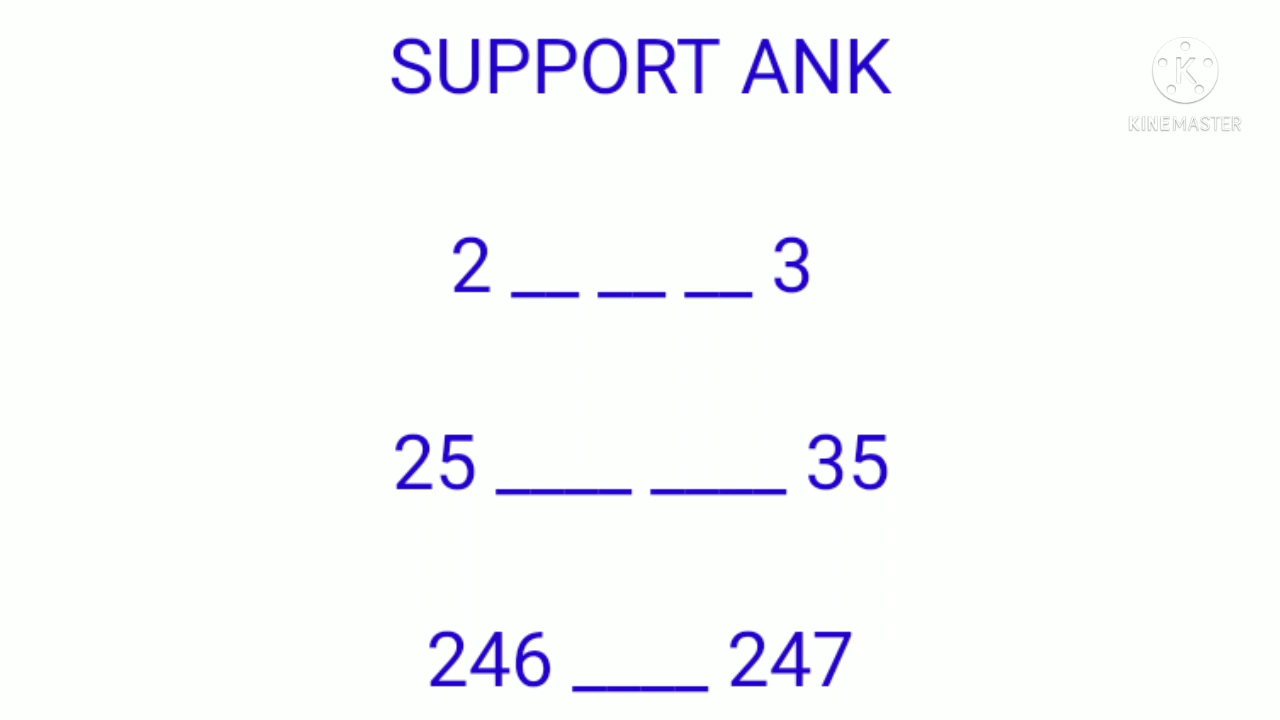 SUPPORT ANK
KINEMASTER
2 __ __ __ 3
25 ____ ____ 35
246 ____ 247